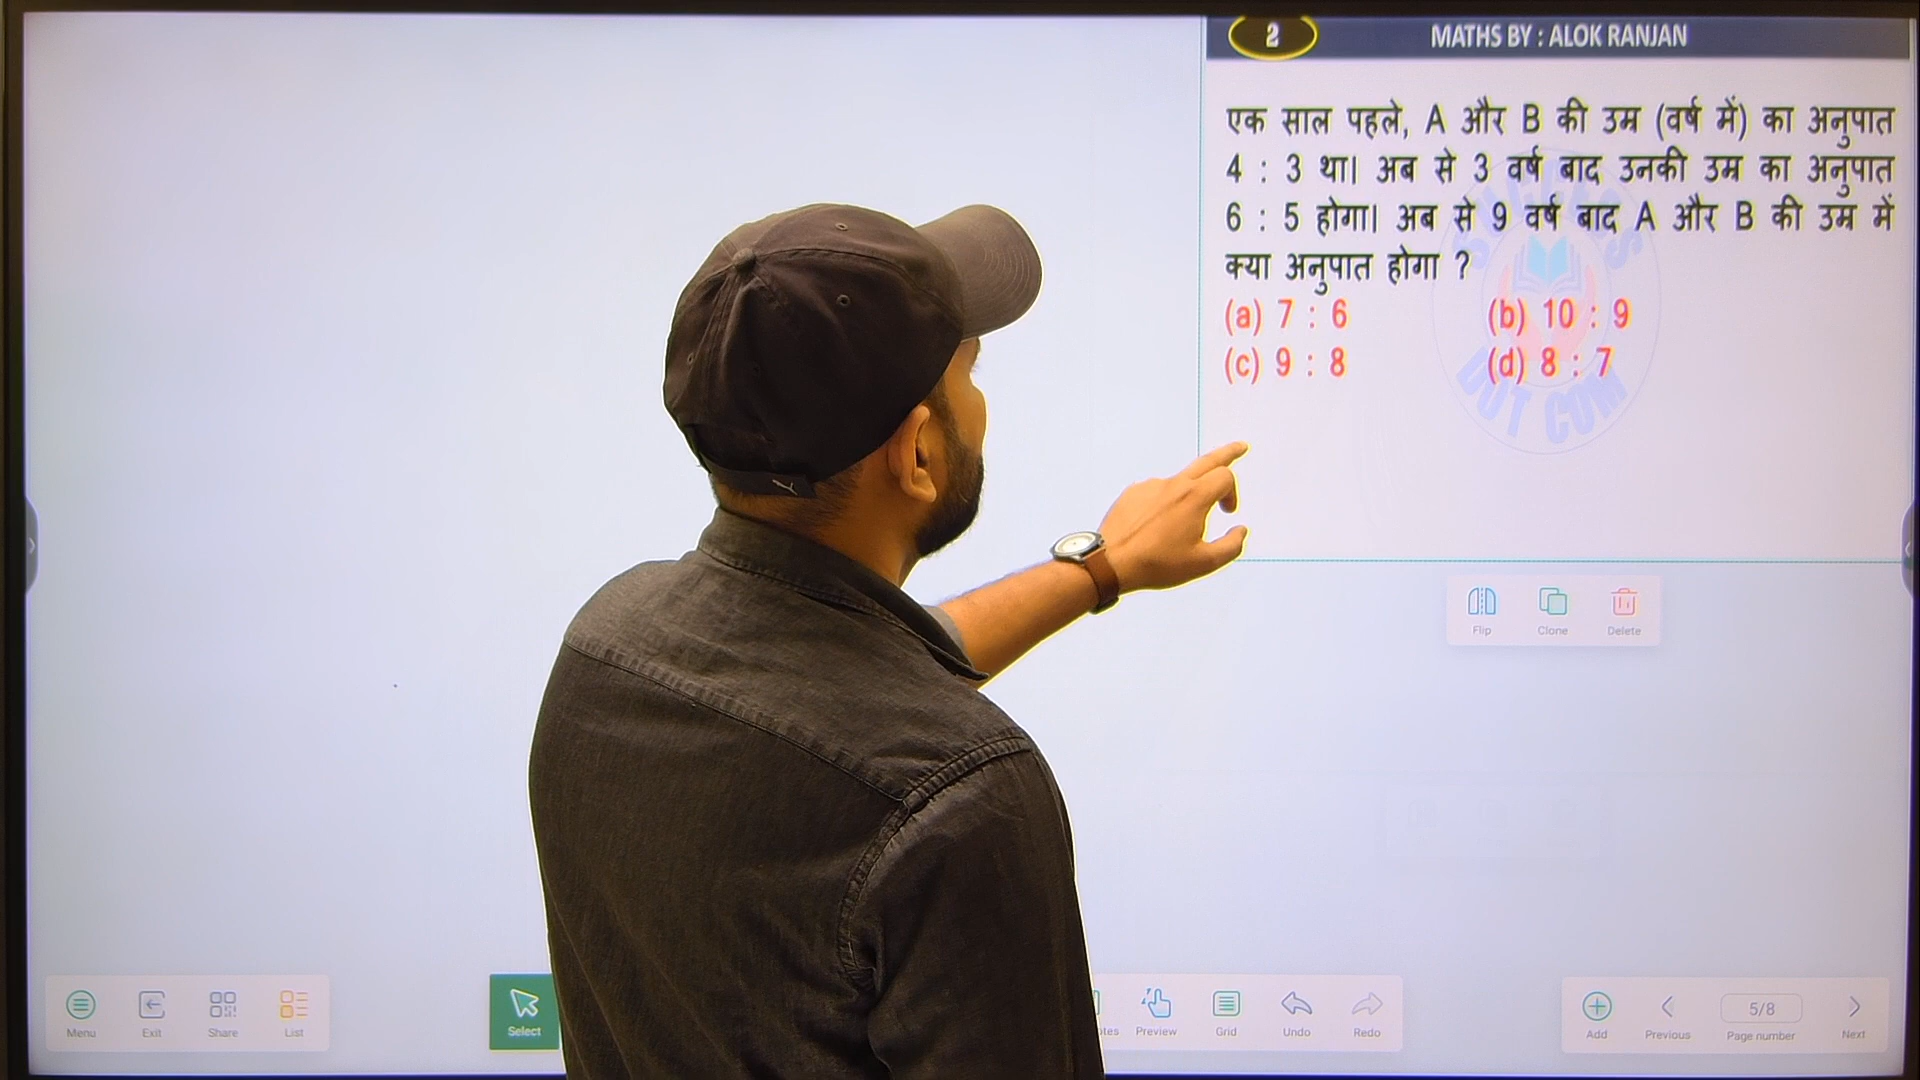 2
MATHS BY : ALOK RANJAN
एक साल पहले, A और B की उम्र (वर्ष में) का अनुपात
4 : 3 था। अब से 3 वर्ष बाद उनकी उम्र का अनुपात
6 : 5 होगा। अब से 9 वर्ष बाद A और B की उम्र में
क्या अनुपात होगा ?
(a) 7 : 6 (b) 10 : 9
(c) 9 : 8 (d) 8 : 7
DOT COM
Flip Clone Delete
Menu Exit Share List
Select
Preview Grid Undo Redo
Add Previous 5/8 Page number Next